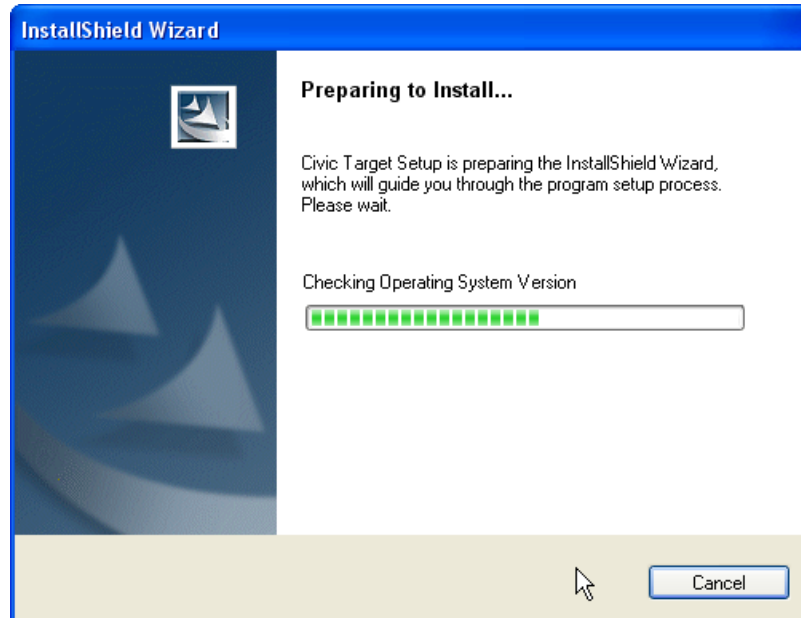 InstallShield Wizard
Preparing to Install...
Civic Target Setup is preparing the InstallShield Wizard,
which will guide you through the program setup process.
Please wait.
Checking Operating System Version
Cancel